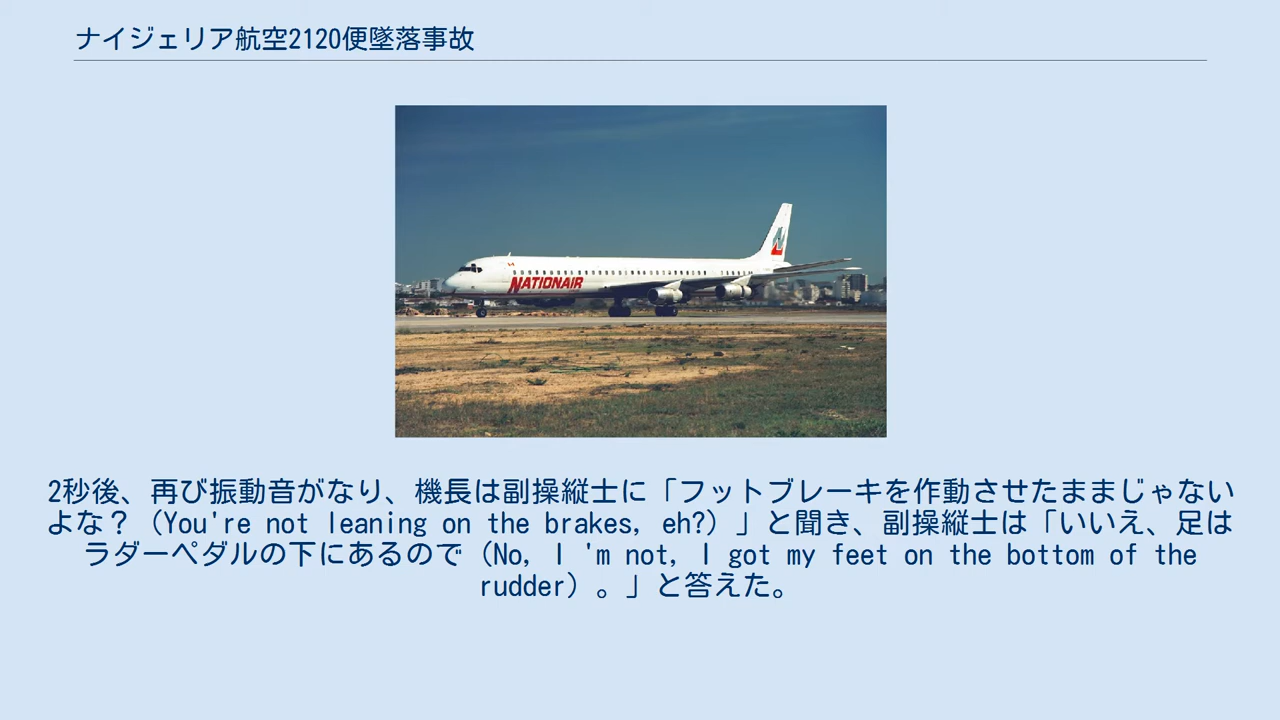 ナイジェリア航空2120便墜落事故
NATIONAIR
2秒後、再び振動音がなり、機長は副操縦士に「フットブレーキを作動させたままじゃない
よな？（You're not leaning on the brakes, eh?）」と聞き、副操縦士は「いいえ、足は
ラダーペダルの下にあるので（No, I 'm not, I got my feet on the bottom of the
rudder）。」と答えた。